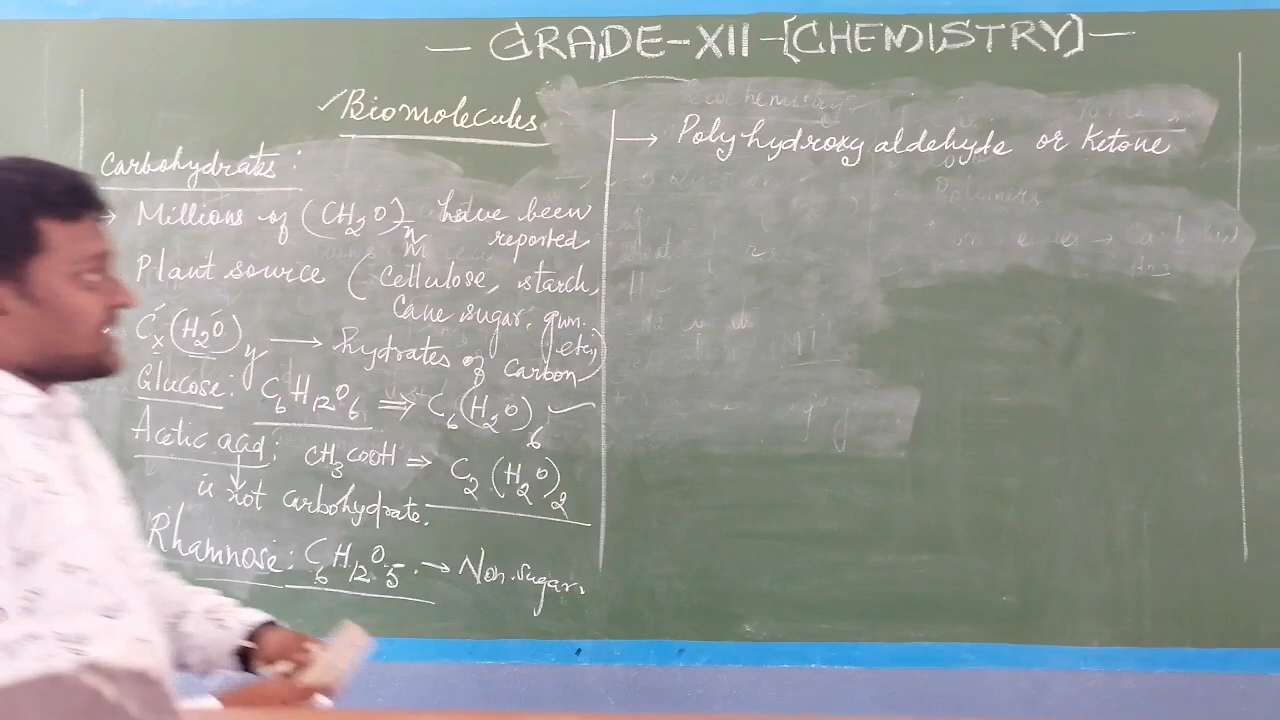 — GRADE-XII-[CHEMISTRY]—
✓Biomolecules
Carbohydrates:
→ Millions of (CH₂O)n have been
reported
Plant source (Cellulose, starch,
Cane sugar, gum.
etc,)
Cx(H₂O)y → hydrates of carbon
Glucose: C₆H₁₂O₆ ⇒ C₆(H₂O)₆ ✓
Acetic acid: CH₃COOH ⇒ C₂(H₂O)₂
↓
is not carbohydrate.
Rhamnose: C₆H₁₂O₅. → Non-sugar.
→ Polyhydroxy aldehyde or Ketone
Polymers